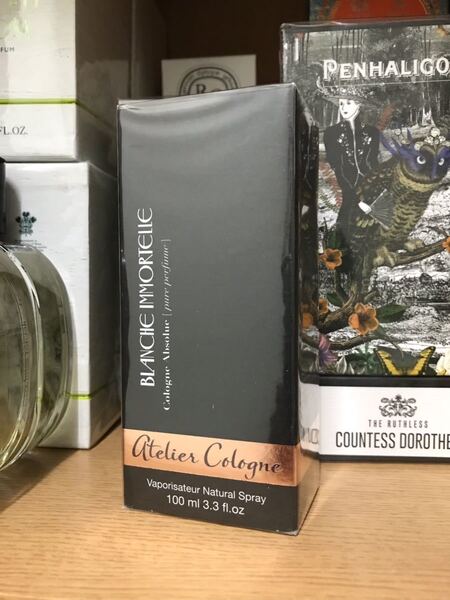 FUM
FL.OZ.
PENHALIGO
BLANCHE IMMORTELLE
Cologne Absolue [pure perfume]
Atelier Cologne
Vaporisateur Natural Spray
100 ml 3.3 fl.oz
THE RUTHLESS
COUNTESS DOROTHE